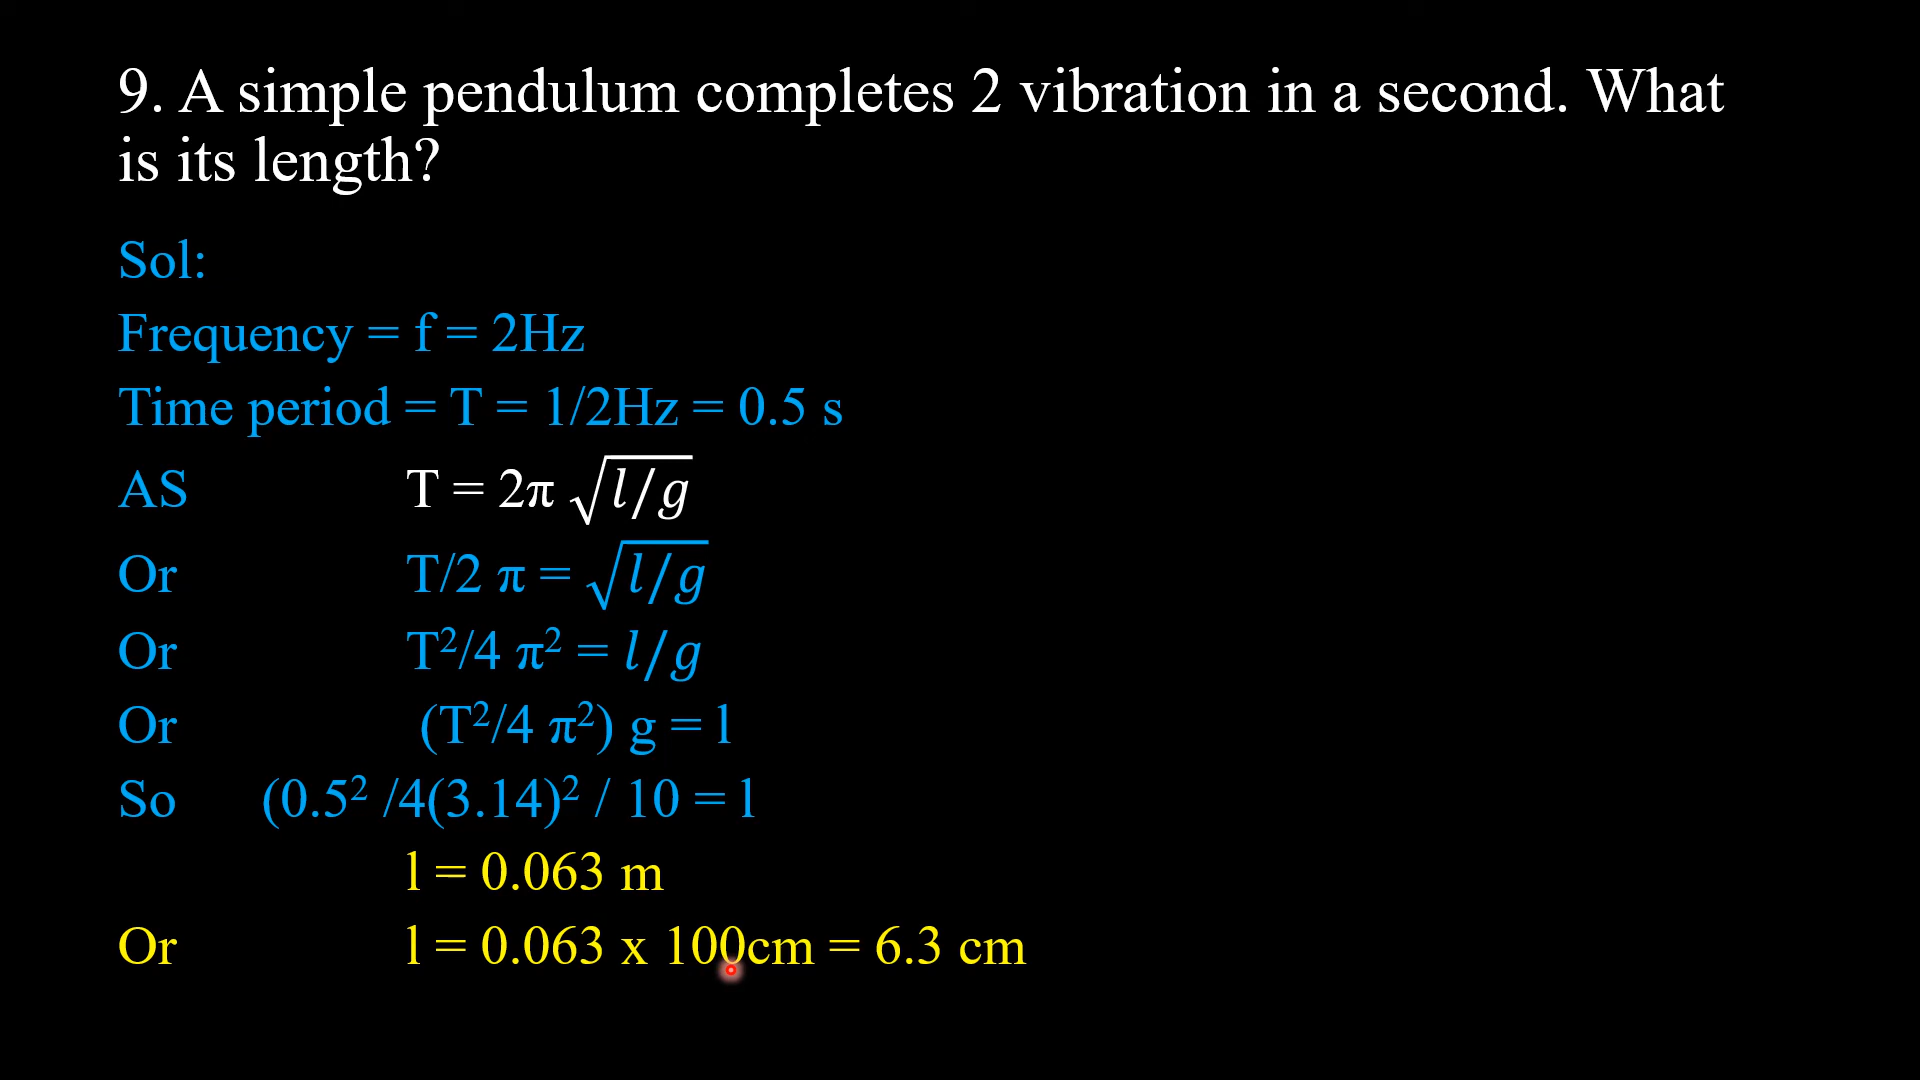 9. A simple pendulum completes 2 vibration in a second. What
is its length?
Sol:
Frequency = f = 2Hz
Time period = T = 1/2Hz = 0.5 s
AS T = 2π √l/g
Or T/2 π = √l/g
Or T²/4 π² = l/g
Or (T²/4 π²) g = l
So (0.5² /4(3.14)² / 10 = l
l = 0.063 m
Or l = 0.063 x 100cm = 6.3 cm